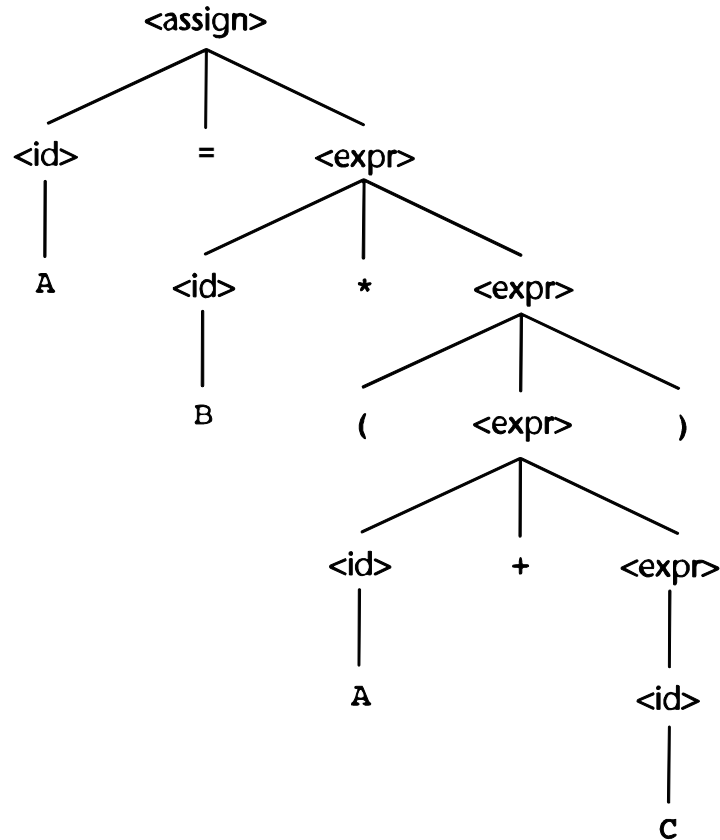 <assign>
<id> = <expr>
A <id> * <expr>
B ( <expr> )
<id> + <expr>
A <id>
C